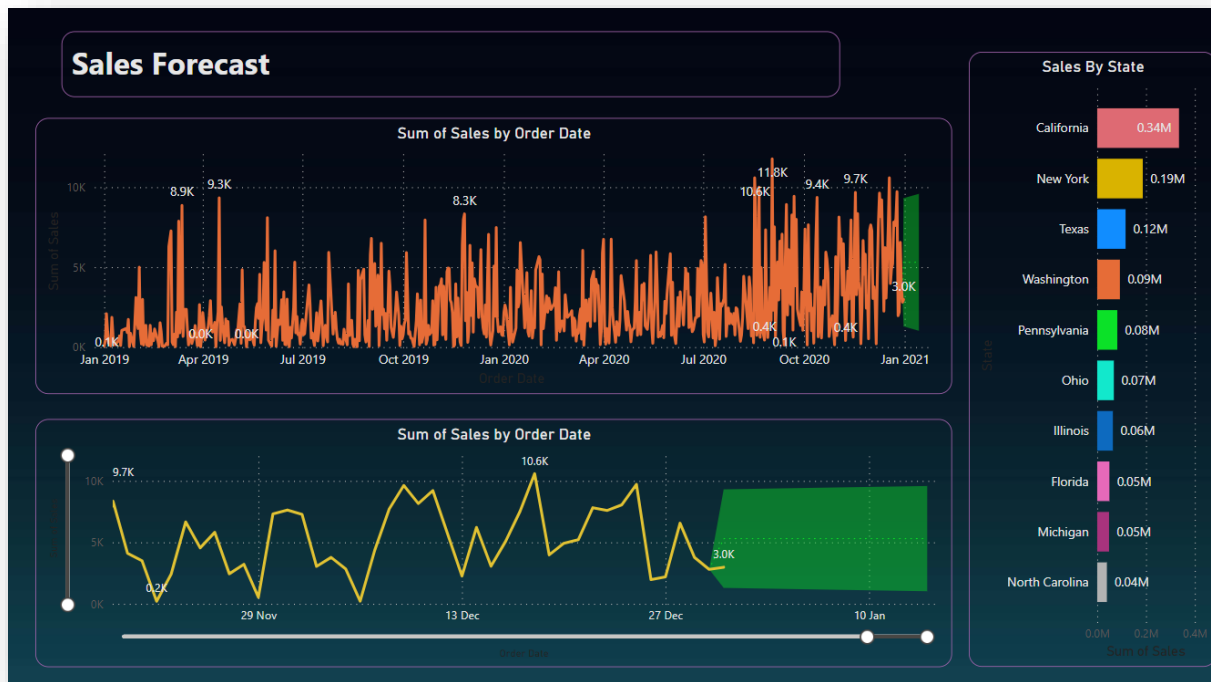 Sales Forecast
Sum of Sales by Order Date
Sum of Sales
10K
5K
0K
0.1K
8.9K
9.3K
0.0K
0.0K
8.3K
10.6K
11.8K
9.4K
9.7K
3.0K
0.4K
0.1K
0.4K
Jan 2019 Apr 2019 Jul 2019 Oct 2019 Jan 2020 Apr 2020 Jul 2020 Oct 2020 Jan 2021
Order Date
Sum of Sales by Order Date
10K
5K
0K
9.7K
0.2K
10.6K
3.0K
29 Nov 13 Dec 27 Dec 10 Jan
Order Date
Sales By State
State
California 0.34M
New York 0.19M
Texas 0.12M
Washington 0.09M
Pennsylvania 0.08M
Ohio 0.07M
Illinois 0.06M
Florida 0.05M
Michigan 0.05M
North Carolina 0.04M
0.0M 0.2M 0.4M
Sum of Sales